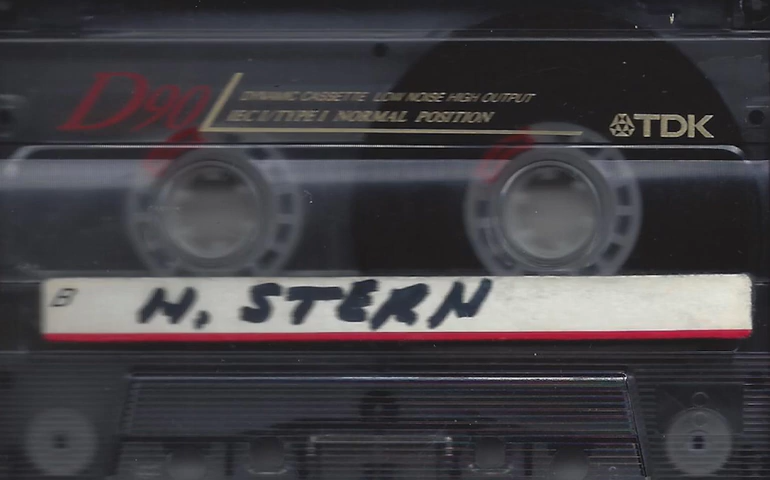 D90
DYNAMIC CASSETTE LOW NOISE HIGH OUTPUT
IEC I/TYPE I NORMAL POSITION
TDK
B
H. STERN